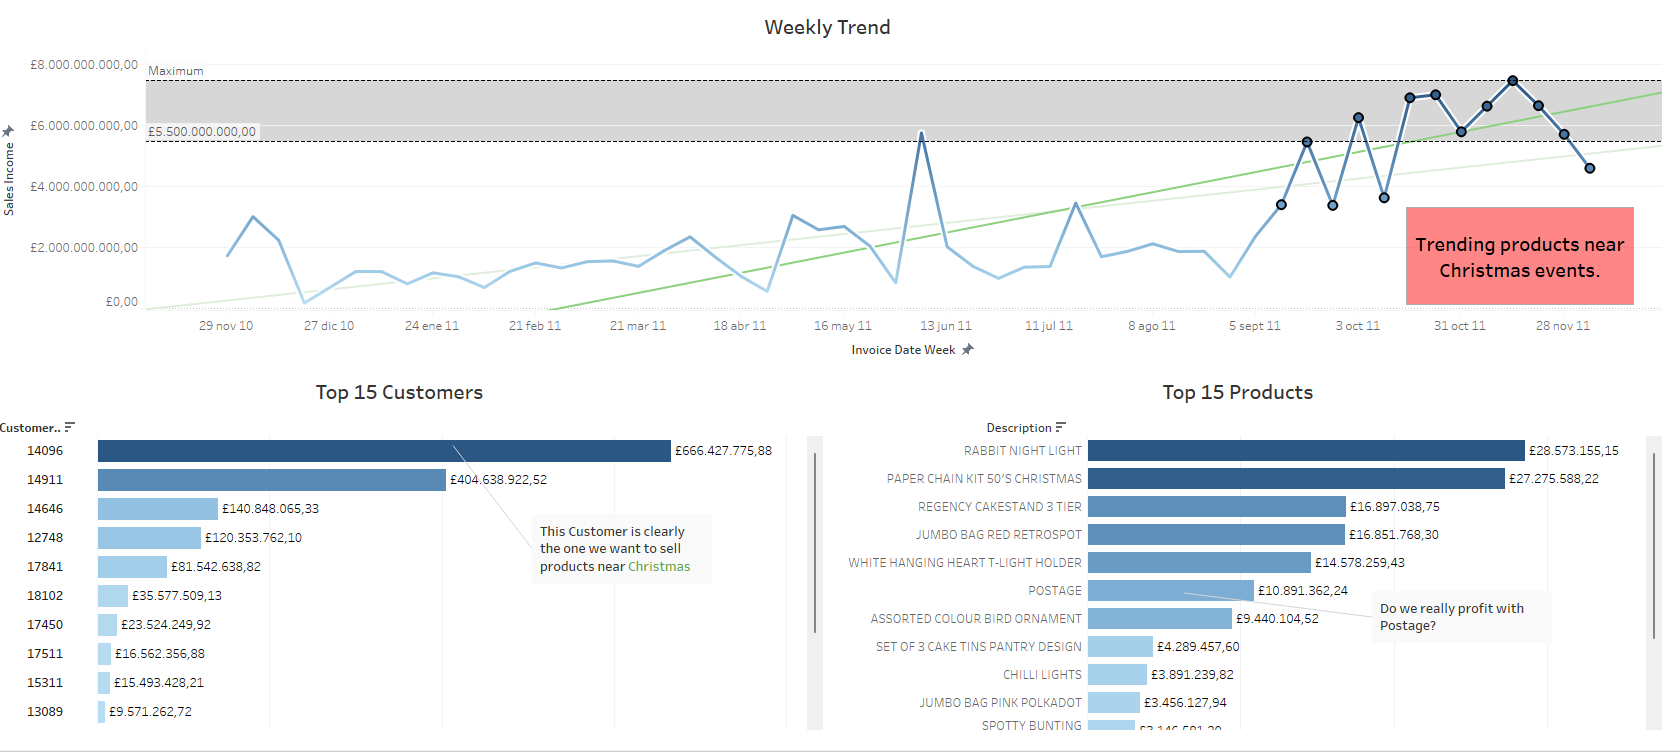 Weekly Trend
Sales Income
£8.000.000.000,00
£6.000.000.000,00
£4.000.000.000,00
£2.000.000.000,00
£0,00
Maximum
£5.500.000.000,00
Trending products near
Christmas events.
29 nov 10
27 dic 10
24 ene 11
21 feb 11
21 mar 11
18 abr 11
16 may 11
13 jun 11
11 jul 11
8 ago 11
5 sept 11
3 oct 11
31 oct 11
28 nov 11
Invoice Date Week
Top 15 Customers
Customer..
14096 £666.427.775,88
14911 £404.638.922,52
14646 £140.848.065,33
12748 £120.353.762,10
17841 £81.542.638,82
18102 £35.577.509,13
17450 £23.524.249,92
17511 £16.562.356,88
15311 £15.493.428,21
13089 £9.571.262,72
This Customer is clearly
the one we want to sell
products near Christmas
Top 15 Products
Description
RABBIT NIGHT LIGHT £28.573.155,15
PAPER CHAIN KIT 50'S CHRISTMAS £27.275.588,22
REGENCY CAKESTAND 3 TIER £16.897.038,75
JUMBO BAG RED RETROSPOT £16.851.768,30
WHITE HANGING HEART T-LIGHT HOLDER £14.578.259,43
POSTAGE £10.891.362,24
ASSORTED COLOUR BIRD ORNAMENT £9.440.104,52
SET OF 3 CAKE TINS PANTRY DESIGN £4.289.457,60
CHILLI LIGHTS £3.891.239,82
JUMBO BAG PINK POLKADOT £3.456.127,94
SPOTTY BUNTING
Do we really profit with
Postage?